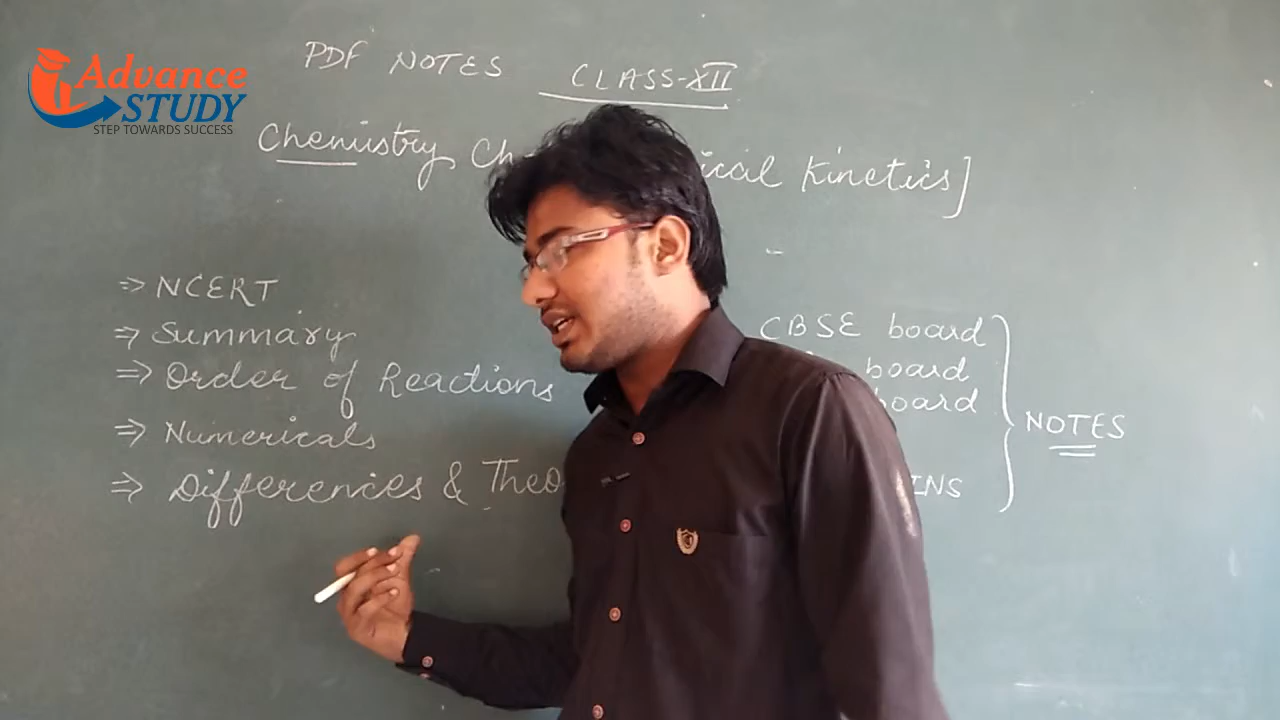 Advance
STUDY
STEP TOWARDS SUCCESS
PDF NOTES CLASS-XII
Chemistry Kinetics]
⇒ NCERT
⇒ Summary
⇒ Order of Reactions
⇒ Numericals
⇒ Differences &
CBSE board
board
board
NOTES